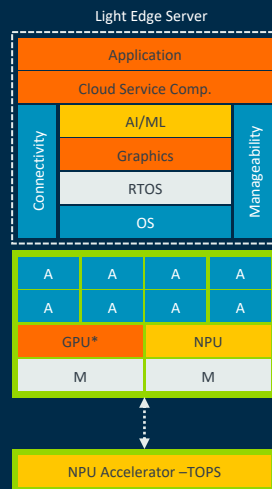 Light Edge Server
Application
Cloud Service Comp.
Connectivity
AI/ML
Graphics
RTOS
OS
Manageability
A A A A
A A A A
GPU* NPU
M M
NPU Accelerator –TOPS